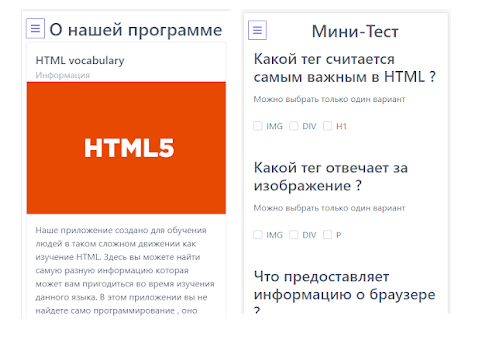 О нашей программе
HTML vocabulary
Информация
HTML5
Наше приложение создано для обучения
людей в таком сложном движении как
изучение HTML. Здесь вы можете найти
самую разную информацию которая
может вам пригодиться во время изучения
данного языка. В этом приложении вы не
найдете само программирование , оно
Мини-Тест
Какой тег считается
самым важным в HTML ?
Можно выбрать только один вариант
IMG DIV H1
Какой тег отвечает за
изображение ?
Можно выбрать только один вариант
IMG DIV P
Что предоставляет
информацию о браузере
?